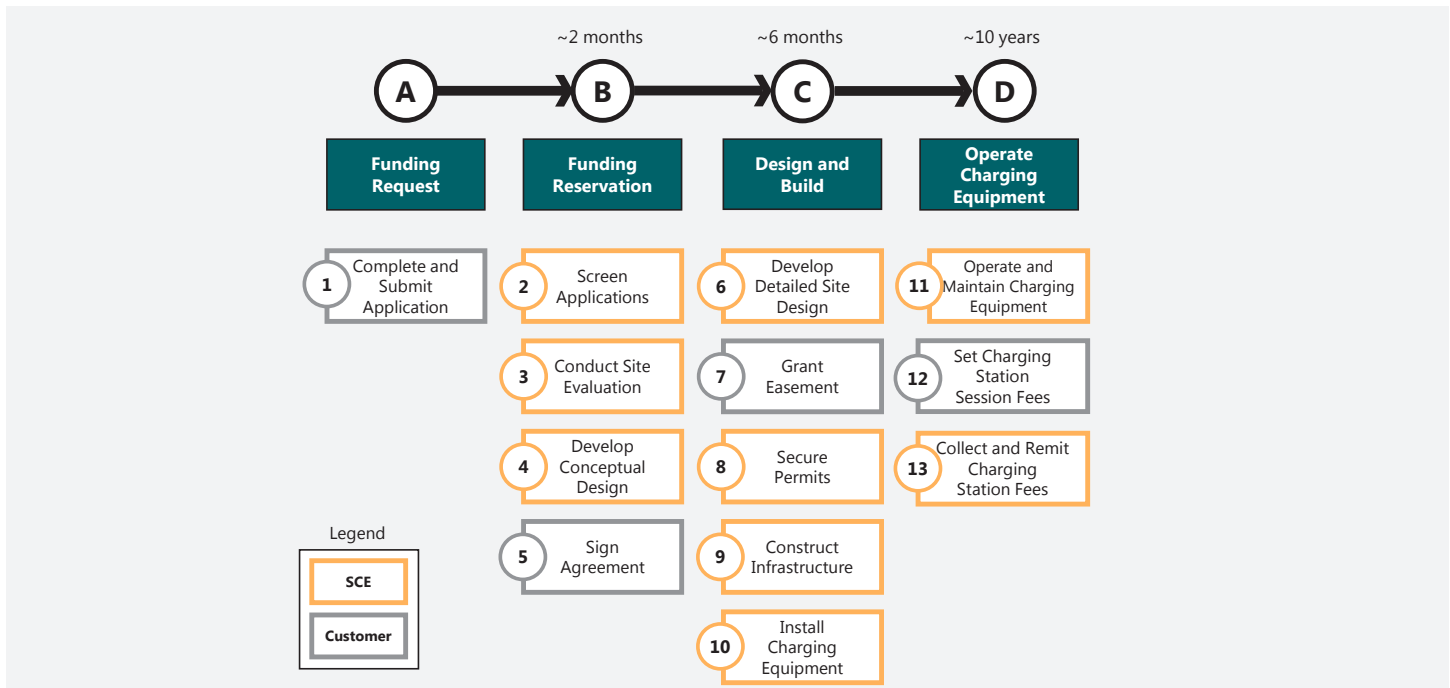 ~2 months
~6 months
~10 years
A
B
C
D
Funding
Request
Funding
Reservation
Design and
Build
Operate
Charging
Equipment
1
Complete and
Submit
Application
2
Screen
Applications
3
Conduct Site
Evaluation
4
Develop
Conceptual
Design
5
Sign
Agreement
6
Develop
Detailed Site
Design
7
Grant
Easement
8
Secure
Permits
9
Construct
Infrastructure
10
Install
Charging
Equipment
11
Operate and
Maintain Charging
Equipment
12
Set Charging
Station
Session Fees
13
Collect and Remit
Charging
Station Fees
Legend
SCE
Customer